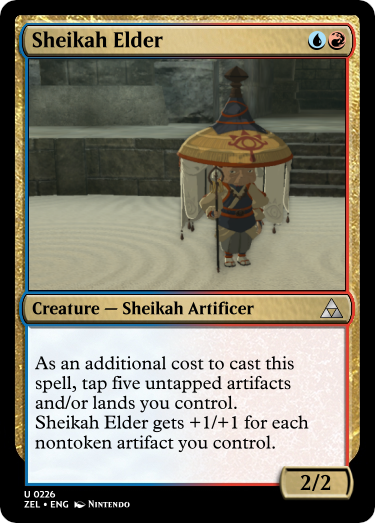 Sheikah Elder
Creature — Sheikah Artificer
As an additional cost to cast this
spell, tap five untapped artifacts
and/or lands you control.
Sheikah Elder gets +1/+1 for each
nontoken artifact you control.
2/2
U 0226
ZEL • ENG Nintendo